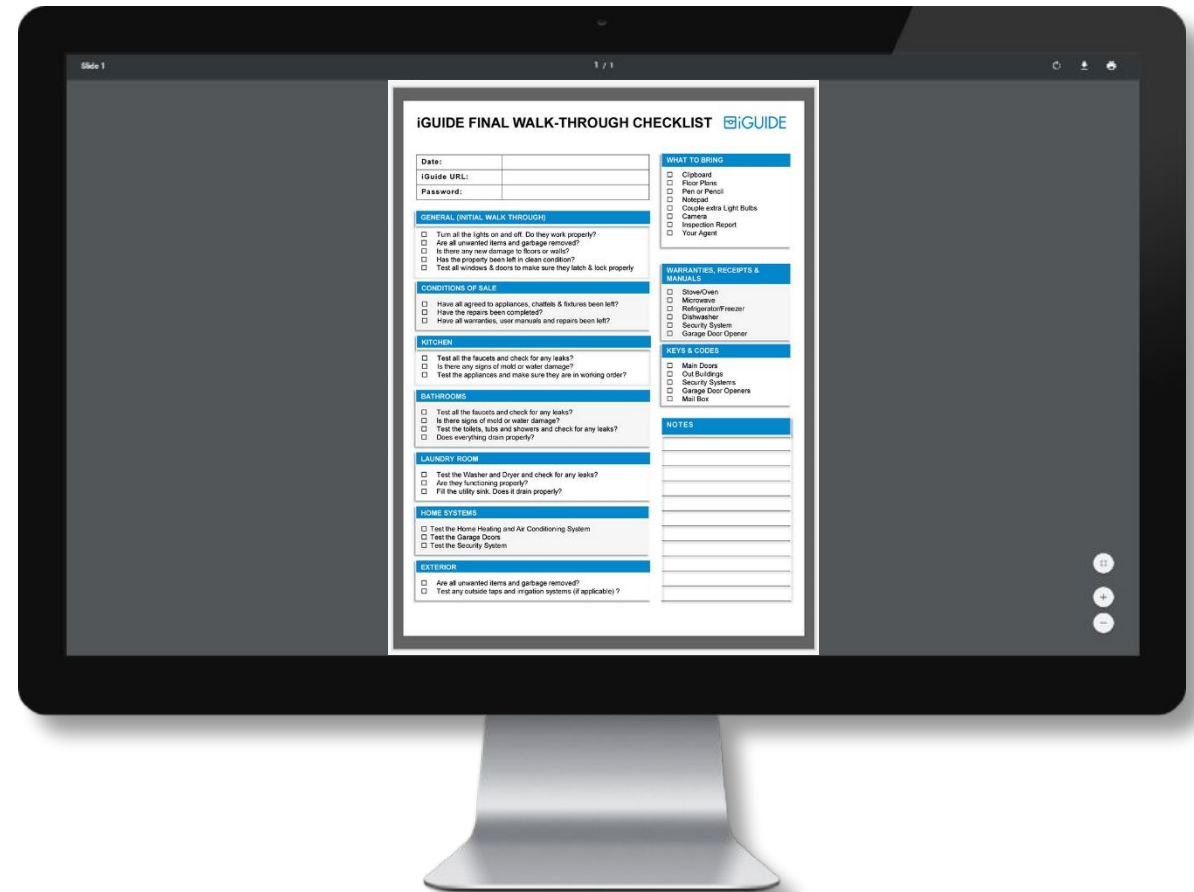 Slide 1
1 / 1
iGUIDE FINAL WALK-THROUGH CHECKLIST
iGUIDE
Date:
iGuide URL:
Password:
GENERAL (INITIAL WALK THROUGH)
☐ Turn all the lights on and off. Do they work properly?
☐ Are all unwanted items and garbage removed?
☐ Is there any new damage to floors or walls?
☐ Has the property been left in clean condition?
☐ Test all windows & doors to make sure they latch & lock properly
CONDITIONS OF SALE
☐ Have all agreed to appliances, chattels & fixtures been left?
☐ Have the repairs been completed?
☐ Have all warranties, user manuals and repairs been left?
KITCHEN
☐ Test all the faucets and check for any leaks?
☐ Is there any signs of mold or water damage?
☐ Test the appliances and make sure they are in working order?
BATHROOMS
☐ Test all the faucets and check for any leaks?
☐ Is there signs of mold or water damage?
☐ Test the toilets, tubs and showers and check for any leaks?
☐ Does everything drain properly?
LAUNDRY ROOM
☐ Test the Washer and Dryer and check for any leaks?
☐ Are they functioning properly?
☐ Fill the utility sink. Does it drain properly?
HOME SYSTEMS
☐ Test the Home Heating and Air Conditioning System
☐ Test the Garage Doors
☐ Test the Security System
EXTERIOR
☐ Are all unwanted items and garbage removed?
☐ Test any outside taps and irrigation systems (if applicable) ?
WHAT TO BRING
☐ Clipboard
☐ Floor Plans
☐ Pen or Pencil
☐ Notepad
☐ Couple extra Light Bulbs
☐ Camera
☐ Inspection Report
☐ Your Agent
WARRANTIES, RECEIPTS &
MANUALS
☐ Stove/Oven
☐ Microwave
☐ Refrigerator/Freezer
☐ Dishwasher
☐ Security System
☐ Garage Door Opener
KEYS & CODES
☐ Main Doors
☐ Out Buildings
☐ Security Systems
☐ Garage Door Openers
☐ Mail Box
NOTES